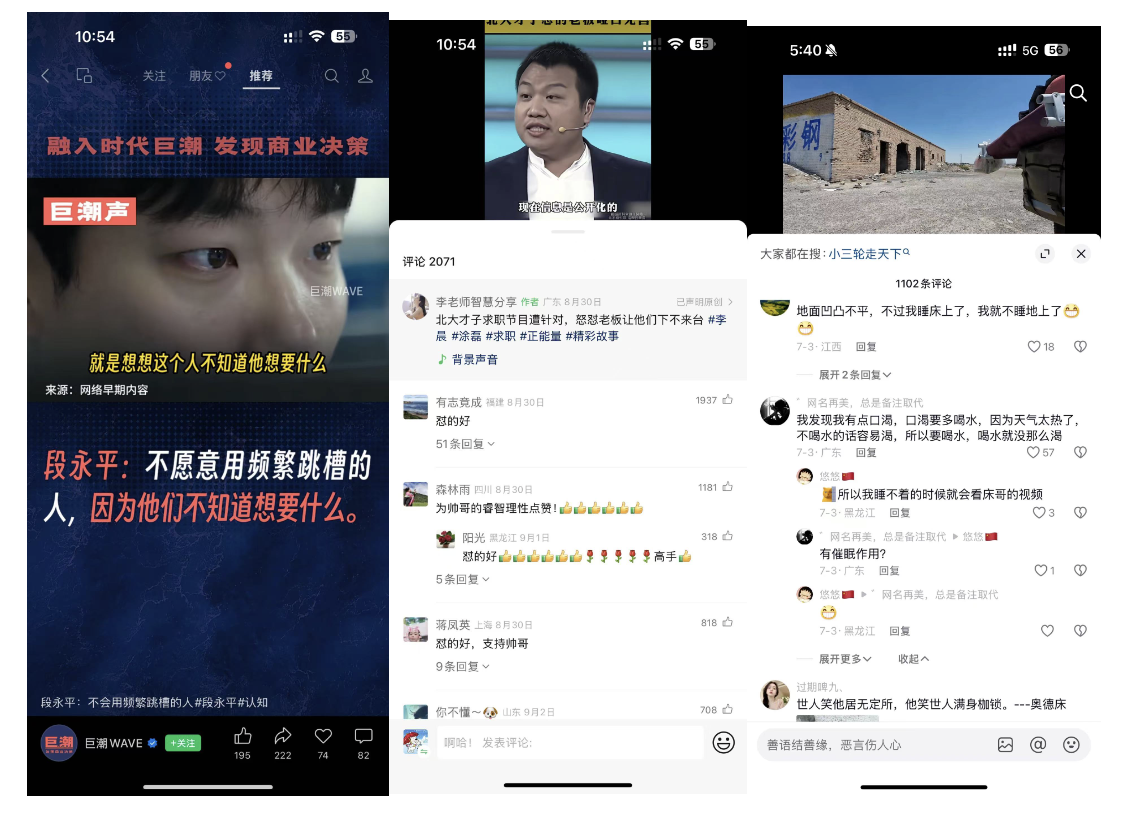 10:54
55
关注
朋友♡
推荐
融入时代巨潮 发现商业决策
巨潮声
巨潮WAVE
就是想想这个人不知道他想要什么
来源：网络早期内容
段永平：不愿意用频繁跳槽的
人，因为他们不知道想要什么。
段永平：不会用频繁跳槽的人#段永平#认知
巨潮
巨潮 WAVE
+关注
195
222
74
82
10:54
55
现在信息是公开化的
评论 2071
李老师智慧分享 作者 广东 8月30日
已声明原创 >
北大才子求职节目遭针对，怒怼老板让他们下不来台 #李
晨 #涂磊 #求职 #正能量 #精彩故事
背景声音
有志竟成 福建 8月30日
1937
怼的好
51条回复
森林雨 四川 8月30日
1181
为帅哥的睿智理性点赞！👍👍👍👍👍👍
阳光 黑龙江 9月1日
318
怼的好👍👍👍👍👍👍🌹🌹🌹🌹🌹高手👍
5条回复
蒋凤英 上海 8月30日
818
怼的好，支持帅哥
9条回复
你不懂～🐶 山东 9月2日
708
啊哈！ 发表评论:
5:40
5G
56
彩钢
大家都在搜：小三轮走天下
1102条评论
地面凹凸不平，不过我睡床上了，我就不睡地上了😁
😁
7-3·江西 回复
18
展开2条回复
゛网名再美，总是备注取代
我发现我有点口渴，口渴要多喝水，因为天气太热了，
不喝水的话容易渴，所以要喝水，喝水就没那么渴
7-3·广东 回复
57
悠悠🇨🇳
所以我睡不着的时候就会看床哥的视频
7-3·黑龙江 回复
3
゛网名再美，总是备注取代 ▶ 悠悠🇨🇳
有催眠作用?
7-3·广东 回复
1
悠悠🇨🇳 ▶ ゛网名再美，总是备注取代
😁
7-3·黑龙江 回复
展开更多
收起
过期啤九、
世人笑他居无定所，他笑世人满身枷锁。---奥德床
善语结善缘，恶言伤人心